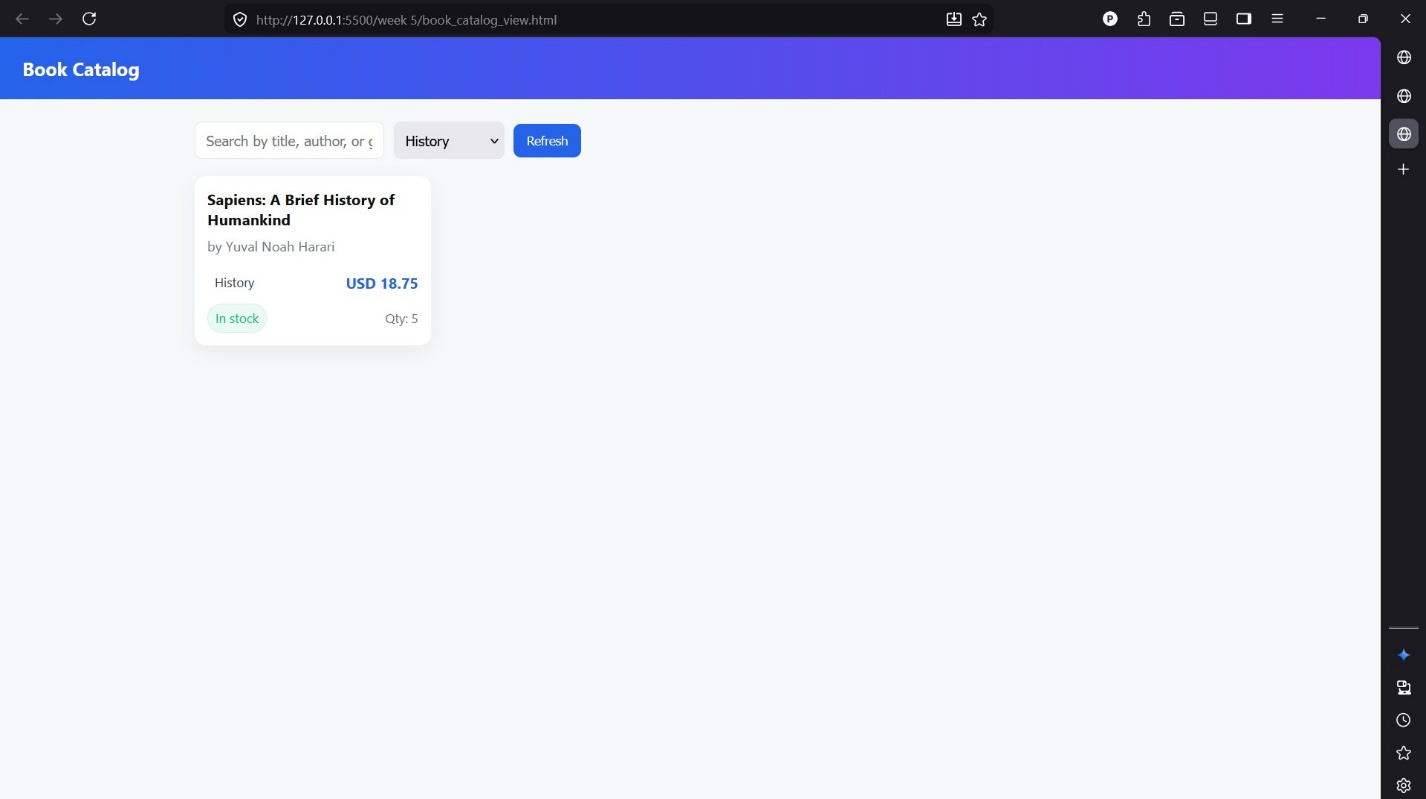 http://127.0.0.1:5500/week 5/book_catalog_view.html
P
Book Catalog
Search by title, author, or g
History
Refresh
Sapiens: A Brief History of
Humankind
by Yuval Noah Harari
History
USD 18.75
In stock
Qty: 5